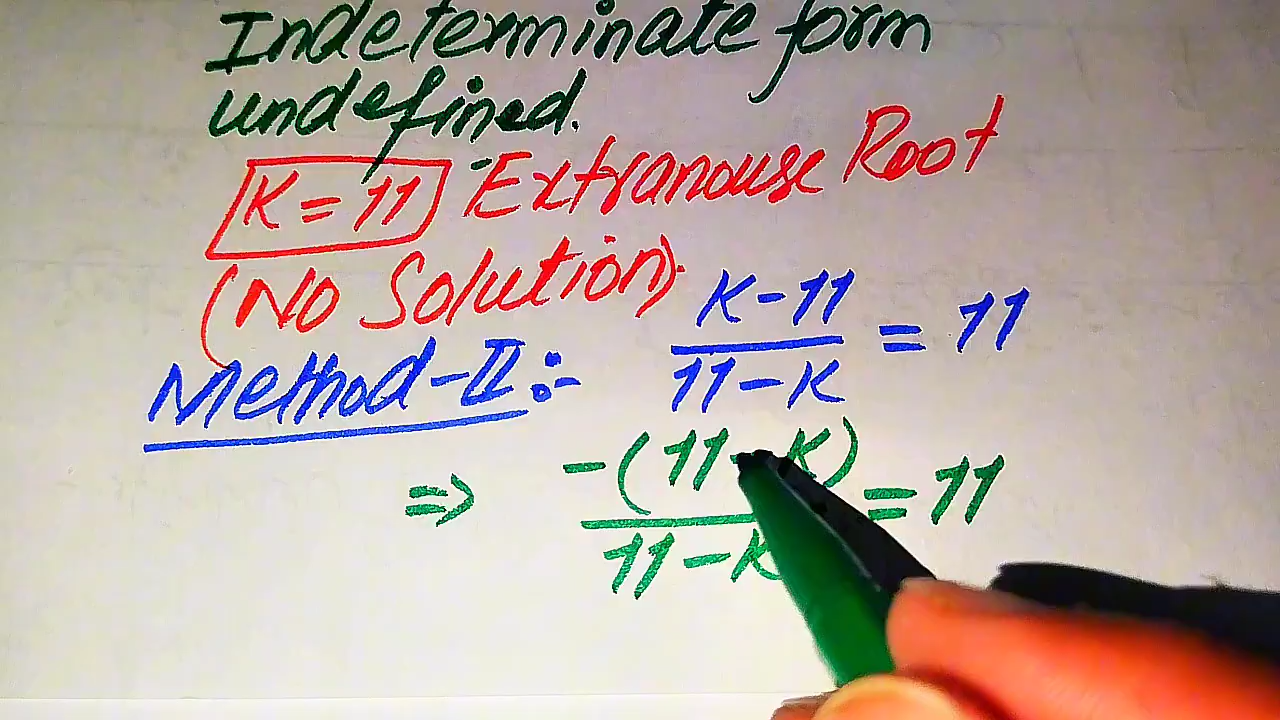 Indeterminate form
undefined.
K = 11 - Extranouse Root
(No Solution).
Method-II:- K-11/11-K = 11
=> -(11-K)/11-K = 11